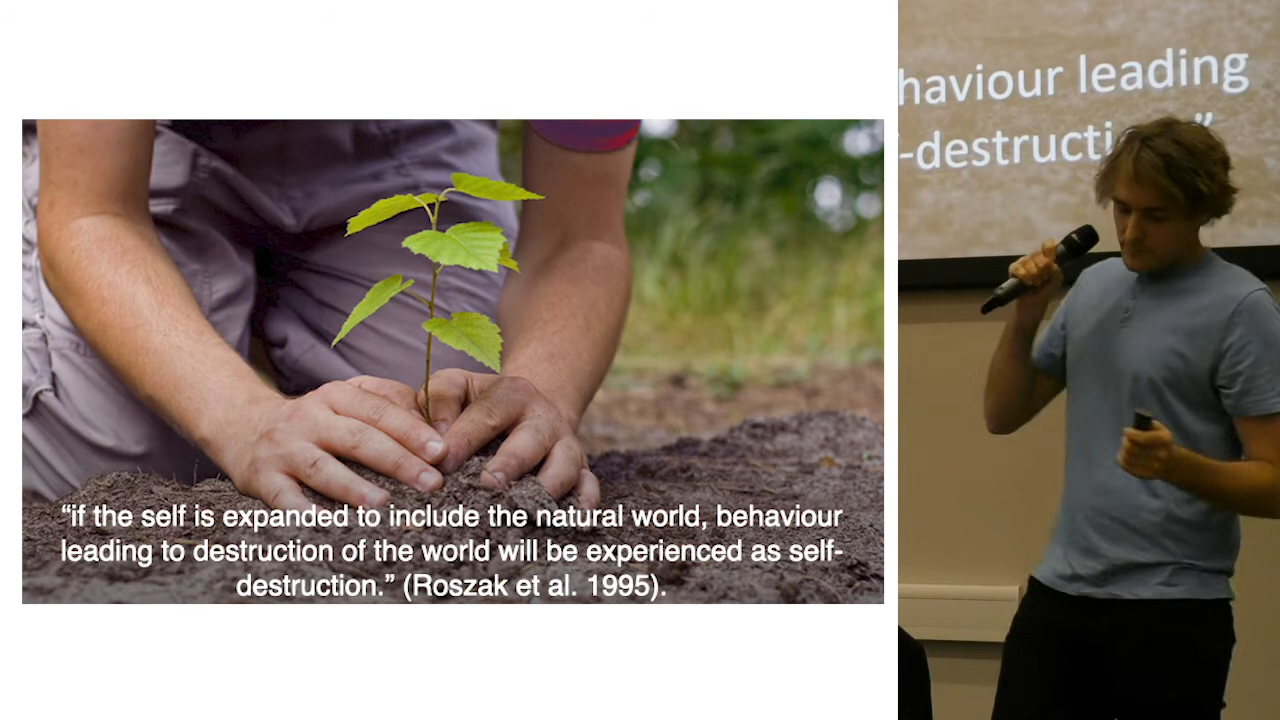 “if the self is expanded to include the natural world, behaviour
leading to destruction of the world will be experienced as self-
destruction.” (Roszak et al. 1995).
haviour leading
-destructi